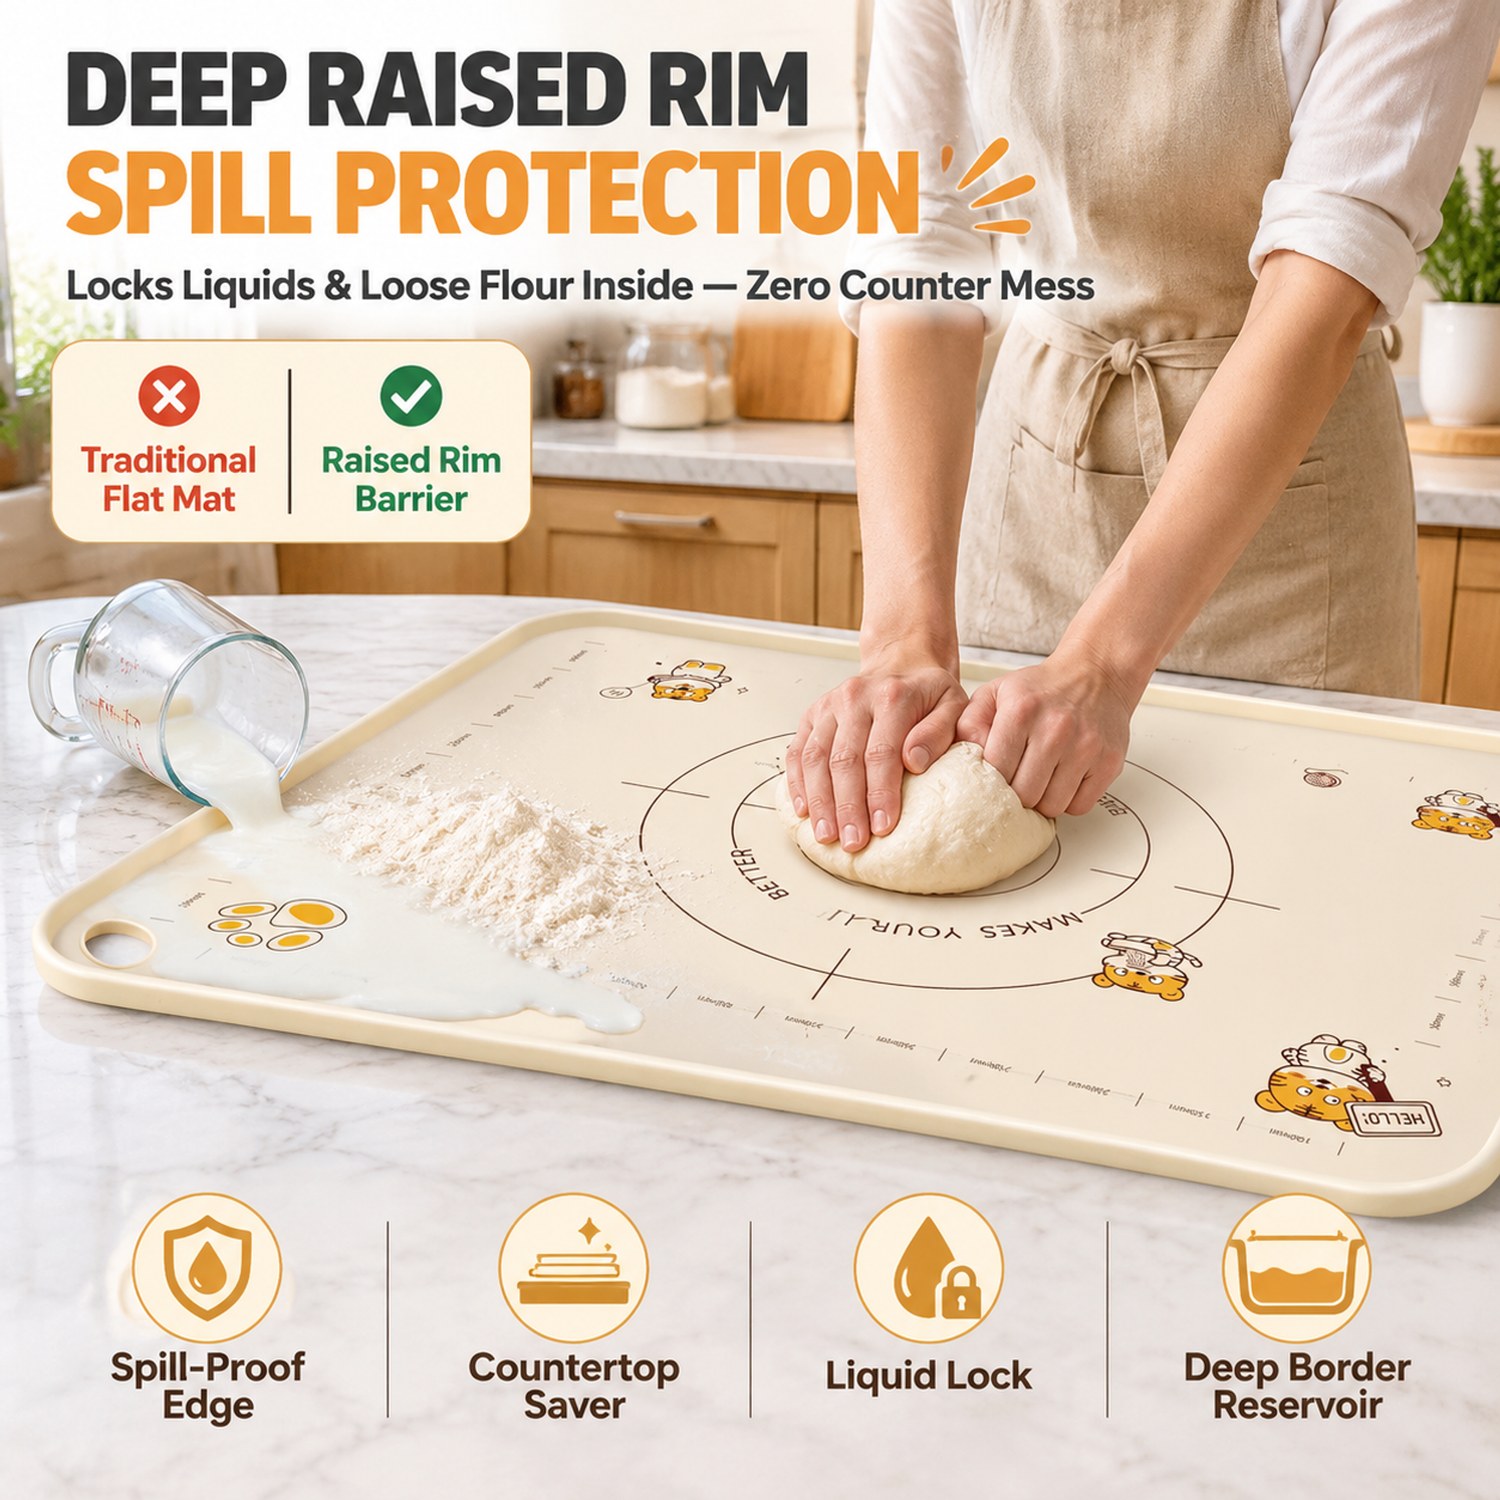 DEEP RAISED RIM
SPILL PROTECTION
Locks Liquids & Loose Flour Inside — Zero Counter Mess
Traditional
Flat Mat
Raised Rim
Barrier
BETTER
MAKES YOUR
HELLO!
Spill-Proof
Edge
Countertop
Saver
Liquid Lock
Deep Border
Reservoir